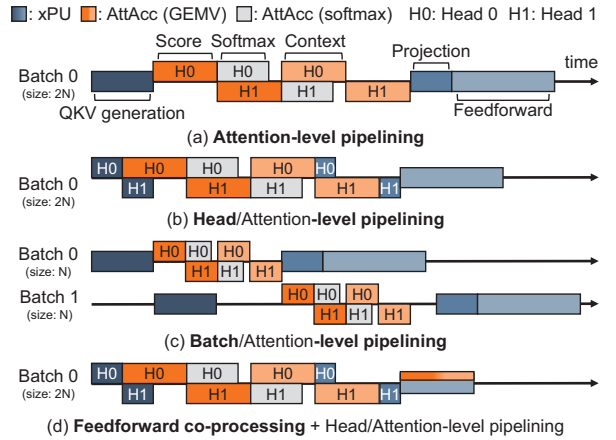 : xPU : AttAcc (GEMV) : AttAcc (softmax) H0: Head 0 H1: Head 1
Score Softmax Context Projection time
Batch 0 H0 H0 H0
(size: 2N) H1 H1 H1
QKV generation Feedforward
(a) Attention-level pipelining
Batch 0 H0 H0 H0 H0 H0
(size: 2N) H1 H1 H1 H1 H1
(b) Head/Attention-level pipelining
Batch 0 H0 H0 H0
(size: N) H1 H1 H1
Batch 1 H0 H0 H0
(size: N) H1 H1 H1
(c) Batch/Attention-level pipelining
Batch 0 H0 H0 H0 H0 H0
(size: 2N) H1 H1 H1 H1 H1
(d) Feedforward co-processing + Head/Attention-level pipelining